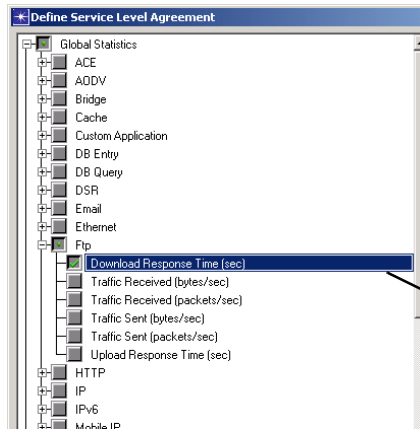 Define Service Level Agreement
Global Statistics
ACE
AODV
Bridge
Cache
Custom Application
DB Entry
DB Query
DSR
Email
Ethernet
Ftp
Download Response Time (sec)
Traffic Received (bytes/sec)
Traffic Received (packets/sec)
Traffic Sent (bytes/sec)
Traffic Sent (packets/sec)
Upload Response Time (sec)
HTTP
IP
IPv6
Mobile IP